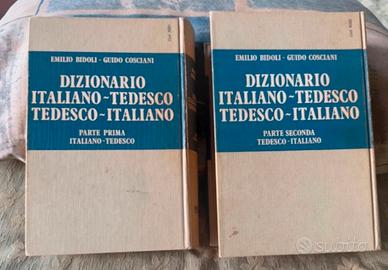 EMILIO BIDOLI - GUIDO COSCIANI
DIZIONARIO
ITALIANO-TEDESCO
TEDESCO-ITALIANO
PARTE PRIMA
ITALIANO-TEDESCO
EMILIO BIDOLI - GUIDO COSCIANI
DIZIONARIO
ITALIANO-TEDESCO
TEDESCO-ITALIANO
PARTE SECONDA
TEDESCO-ITALIANO
subito